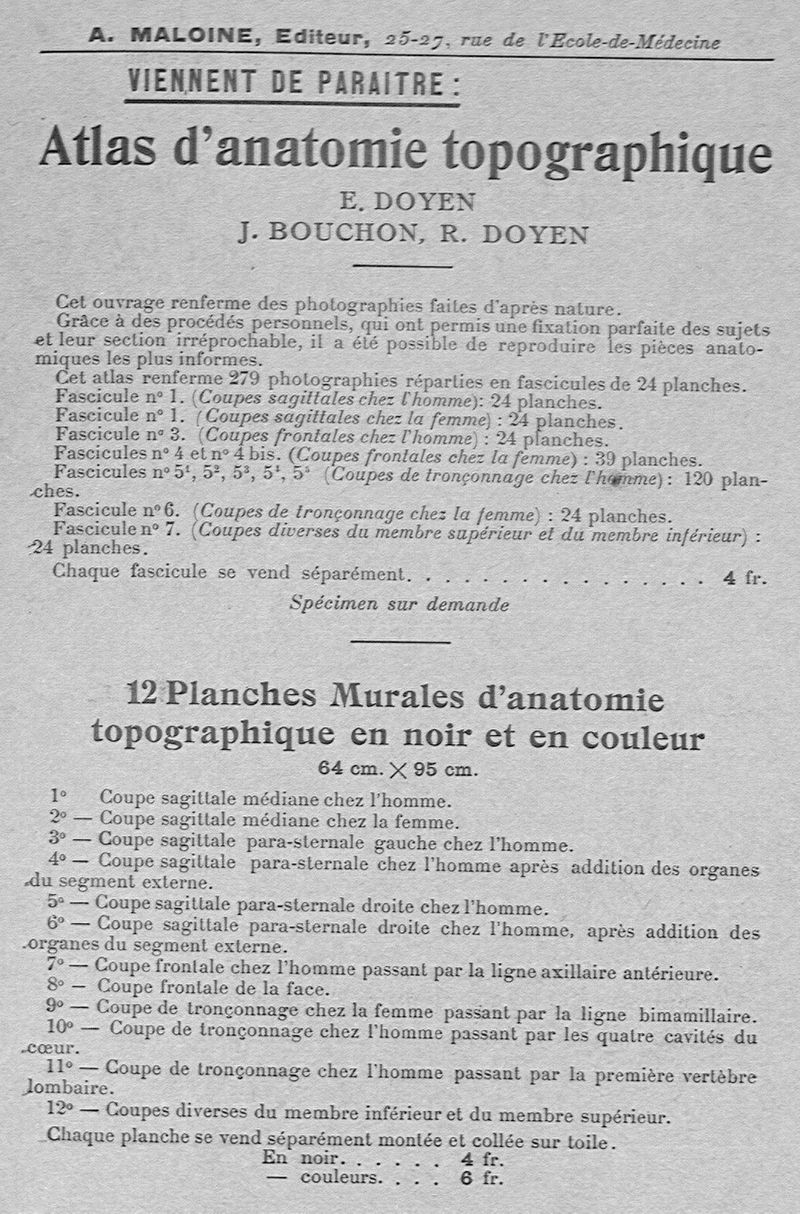 A. MALOINE, Editeur, 25-27, rue de l'Ecole-de-Médecine
VIENNENT DE PARAITRE :
Atlas d'anatomie topographique
E. DOYEN
J. BOUCHON, R. DOYEN
Cet ouvrage renferme des photographies faites d'après nature.
Grâce à des procédés personnels, qui ont permis une fixation parfaite des sujets
et leur section irréprochable, il a été possible de reproduire les pièces anato-
miques les plus informes.
Cet atlas renferme 279 photographies réparties en fascicules de 24 planches.
Fascicule n° 1. (Coupes sagittales chez l'homme): 24 planches.
Fascicule n° 1. (Coupes sagittales chez la femme) : 24 planches.
Fascicule n° 3. (Coupes frontales chez l'homme) : 24 planches.
Fascicules n° 4 et n° 4 bis. (Coupes frontales chez la femme) : 39 planches.
Fascicules n° 5¹, 5², 5³, 5⁴, 5⁵ (Coupes de tronçonnage chez l'homme) : 120 plan-
ches.
Fascicule n° 6. (Coupes de tronçonnage chez la femme) : 24 planches.
Fascicule n° 7. (Coupes diverses du membre supérieur et du membre inférieur) :
24 planches.
Chaque fascicule se vend séparément. . . . . . . . . . . . . . . . . 4 fr.
Spécimen sur demande
12 Planches Murales d'anatomie
topographique en noir et en couleur
64 cm. X 95 cm.
1° Coupe sagittale médiane chez l'homme.
2° — Coupe sagittale médiane chez la femme.
3° — Coupe sagittale para-sternale gauche chez l'homme.
4° — Coupe sagittale para-sternale chez l'homme après addition des organes
du segment externe.
5° — Coupe sagittale para-sternale droite chez l'homme.
6° — Coupe sagittale para-sternale droite chez l'homme, après addition des
organes du segment externe.
7° — Coupe frontale chez l'homme passant par la ligne axillaire antérieure.
8° — Coupe frontale de la face.
9° — Coupe de tronçonnage chez la femme passant par la ligne bimamillaire.
10° — Coupe de tronçonnage chez l'homme passant par les quatre cavités du
cœur.
11° — Coupe de tronçonnage chez l'homme passant par la première vertèbre
lombaire.
12° — Coupes diverses du membre inférieur et du membre supérieur.
Chaque planche se vend séparément montée et collée sur toile.
En noir. . . . . . 4 fr.
— couleurs. . . . 6 fr.